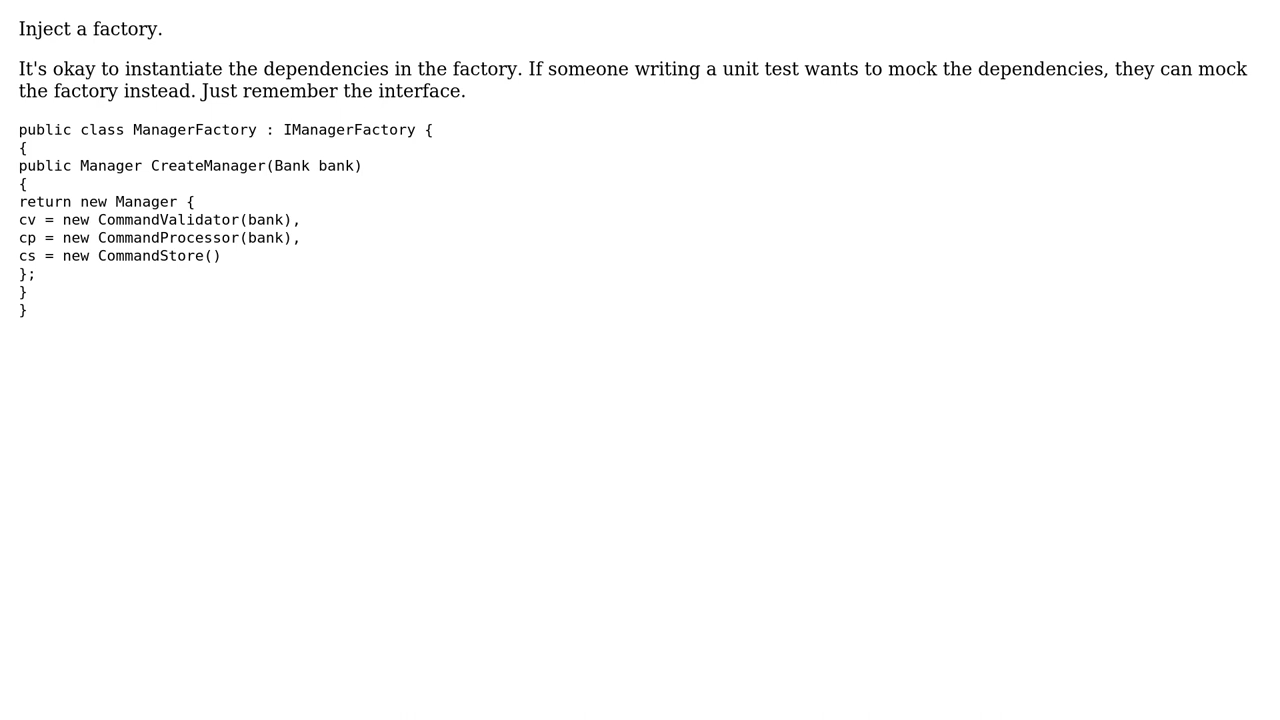 Inject a factory.
It's okay to instantiate the dependencies in the factory. If someone writing a unit test wants to mock the dependencies, they can mock
the factory instead. Just remember the interface.
public class ManagerFactory : IManagerFactory {
{
public Manager CreateManager(Bank bank)
{
return new Manager {
cv = new CommandValidator(bank),
cp = new CommandProcessor(bank),
cs = new CommandStore()
};
}
}